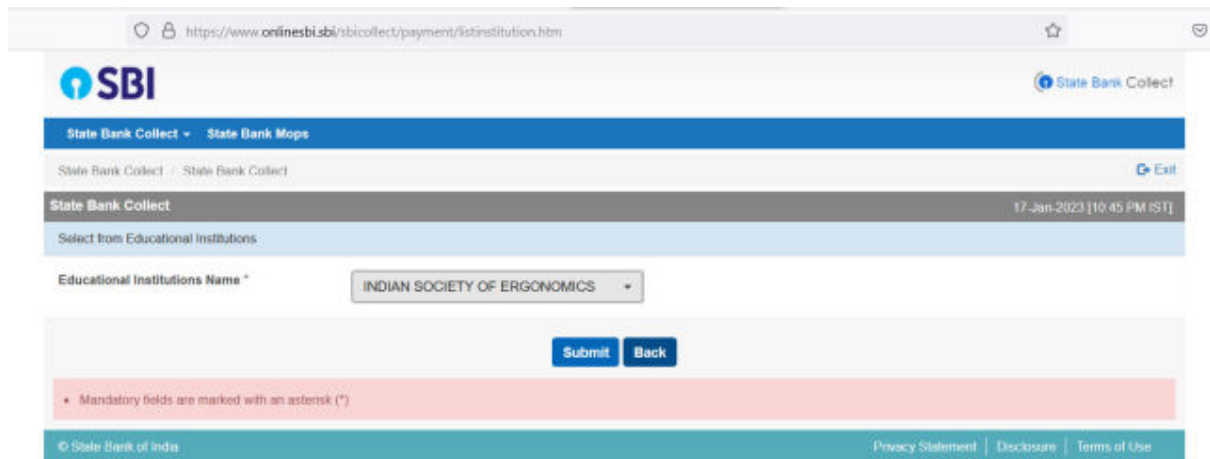 https://www.onlinesbi.sbi/sbicollect/payment/listinstitution.htm
SBI
State Bank Collect
State Bank Collect State Bank Mops
State Bank Collect / State Bank Collect
Exit
State Bank Collect
17-Jan-2023 [10:45 PM IST]
Select from Educational Institutions
Educational Institutions Name *
INDIAN SOCIETY OF ERGONOMICS
Submit Back
• Mandatory fields are marked with an asterisk (*)
© State Bank of India
Privacy Statement | Disclosure | Terms of Use